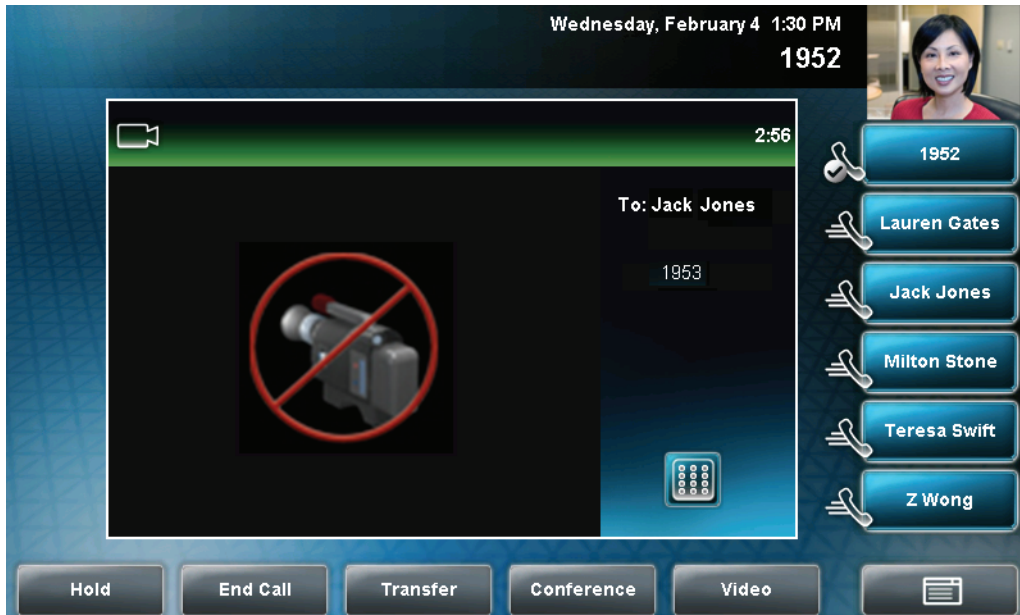 Wednesday, February 4 1:30 PM
1952
2:56
To: Jack Jones
1953
1952
Lauren Gates
Jack Jones
Milton Stone
Teresa Swift
Z Wong
Hold
End Call
Transfer
Conference
Video